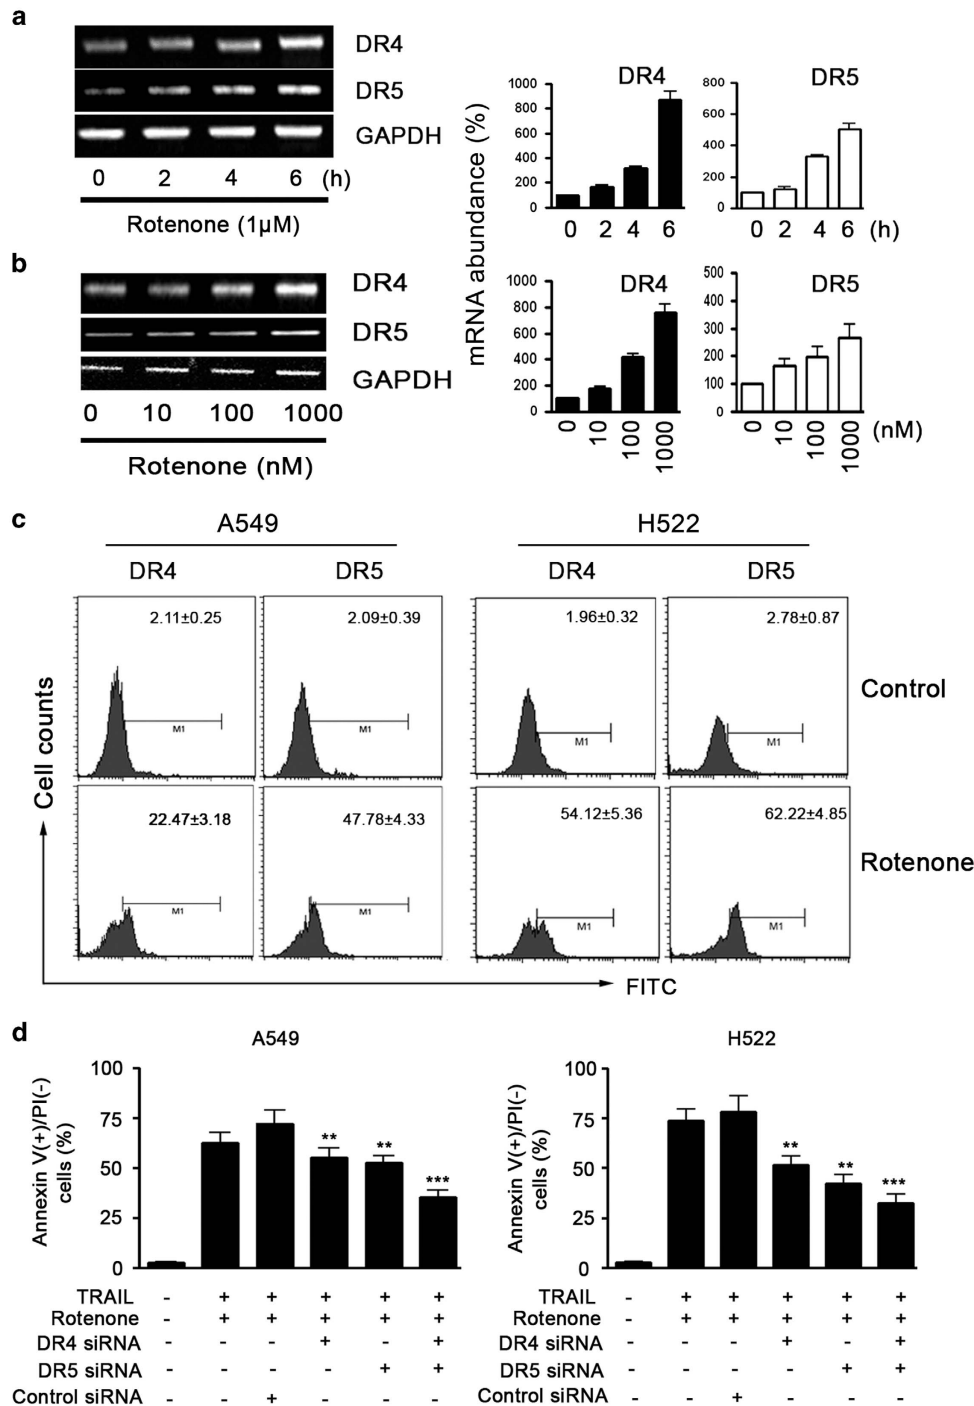 a
DR4
DR5
GAPDH
0 2 4 6 (h)
Rotenone (1µM)
mRNA abundance (%)
DR4
1000
800
600
400
200
0
0 2 4 6
DR5
800
600
400
200
0
0 2 4 6 (h)
b
DR4
DR5
GAPDH
0 10 100 1000
Rotenone (nM)
DR4
1000
800
600
400
200
0
0 10 100 1000
DR5
500
400
300
200
100
0
0 10 100 1000 (nM)
c
A549 H522
DR4 DR5 DR4 DR5
2.11±0.25 2.09±0.39 1.96±0.32 2.78±0.87
M1 M1 M1 M1
Control
22.47±3.18 47.78±4.33 54.12±5.36 62.22±4.85
M1 M1 M1 M1
Rotenone
Cell counts
FITC
d
A549
Annexin V(+)/PI(-)
cells (%)
100
75
50
25
0
** ** ***
TRAIL - + + + + +
Rotenone - + + + + +
DR4 siRNA - - - + - +
DR5 siRNA - - - - + +
Control siRNA - - + - - -
H522
Annexin V(+)/PI(-)
cells (%)
100
75
50
25
0
** ** ***
TRAIL - + + + + +
Rotenone - + + + + +
DR4 siRNA - - - + - +
DR5 siRNA - - - - + +
Control siRNA - - + - - -